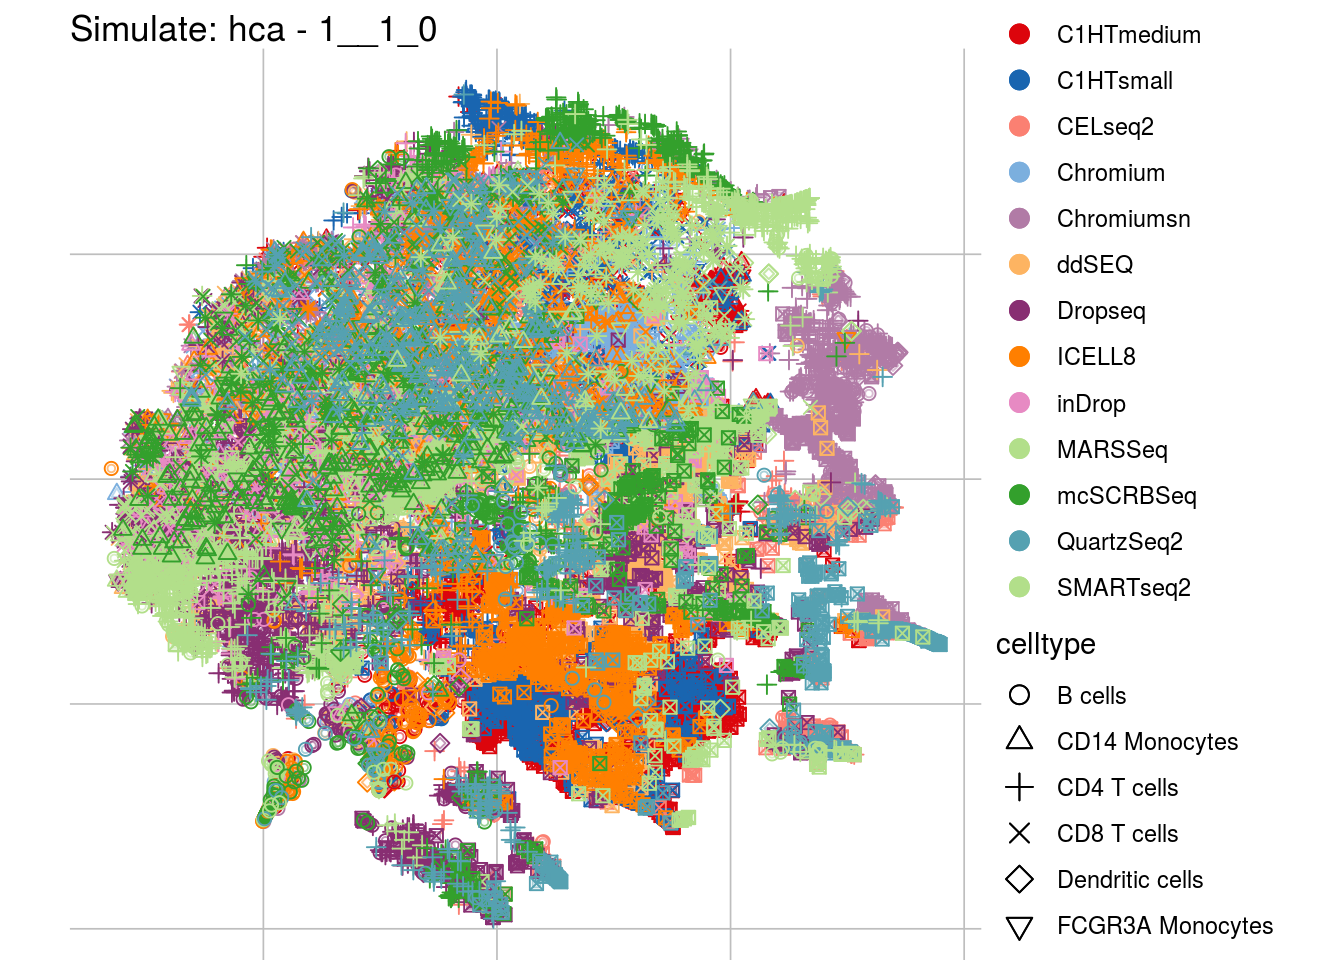 Simulate: hca - 1__1_0
C1HTmedium
C1HTsmall
CELseq2
Chromium
Chromiumsn
ddSEQ
Dropseq
ICELL8
inDrop
MARSSeq
mcSCRBSeq
QuartzSeq2
SMARTseq2
celltype
B cells
CD14 Monocytes
CD4 T cells
CD8 T cells
Dendritic cells
FCGR3A Monocytes